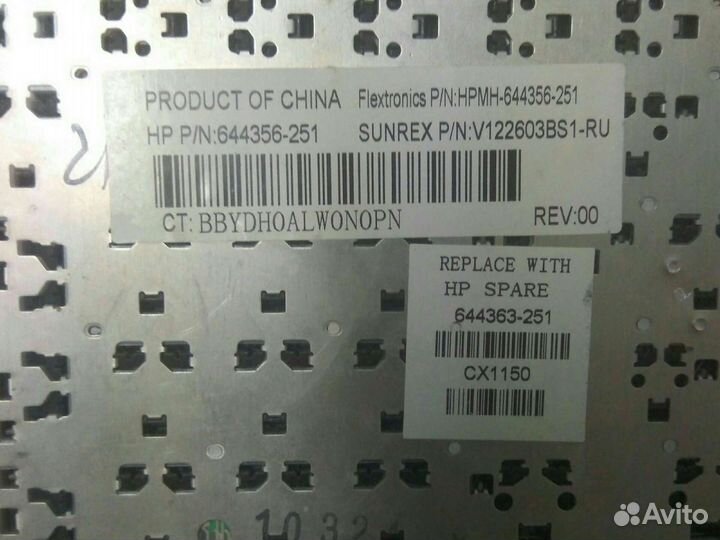 PRODUCT OF CHINA Flextronics P/N:HPMH-644356-251
HP P/N:644356-251 SUNREX P/N:V122603BS1-RU
CT: BBYDH0ALW0N0PN REV:00
REPLACE WITH
HP SPARE
644363-251
CX1150
Avito